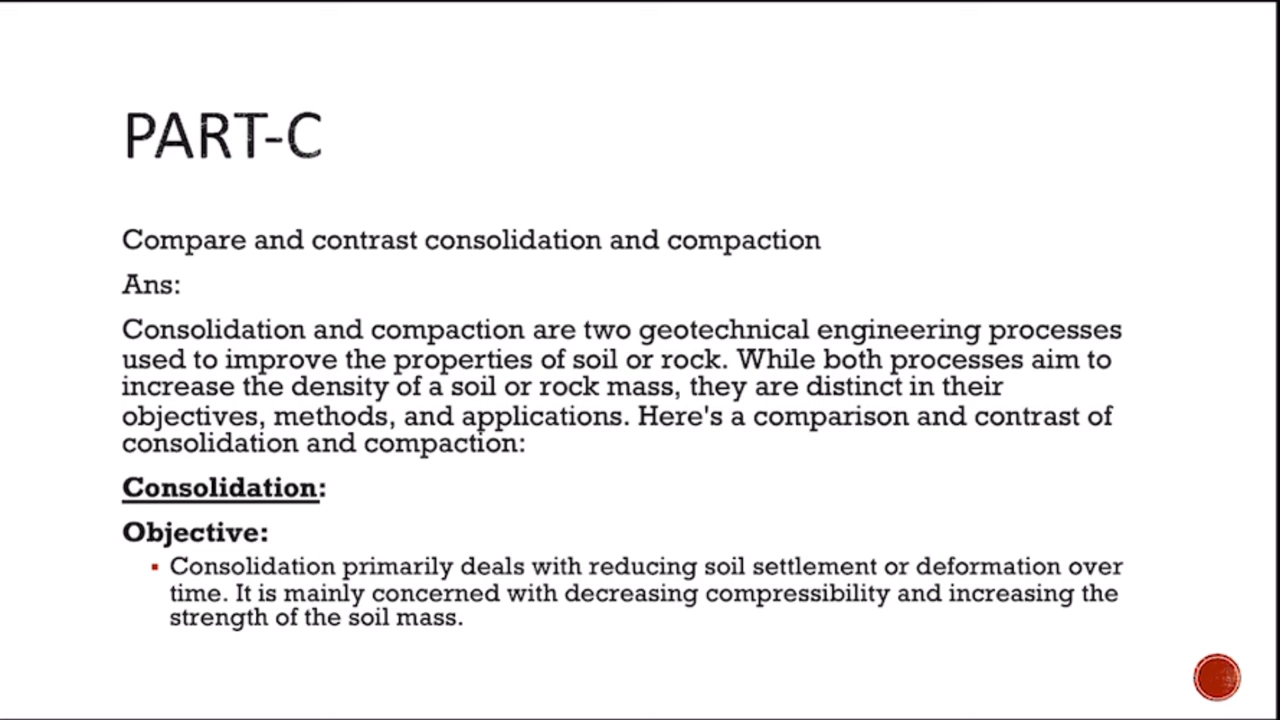 PART-C
Compare and contrast consolidation and compaction
Ans:
Consolidation and compaction are two geotechnical engineering processes
used to improve the properties of soil or rock. While both processes aim to
increase the density of a soil or rock mass, they are distinct in their
objectives, methods, and applications. Here's a comparison and contrast of
consolidation and compaction:
Consolidation:
Objective:
▪ Consolidation primarily deals with reducing soil settlement or deformation over
time. It is mainly concerned with decreasing compressibility and increasing the
strength of the soil mass.